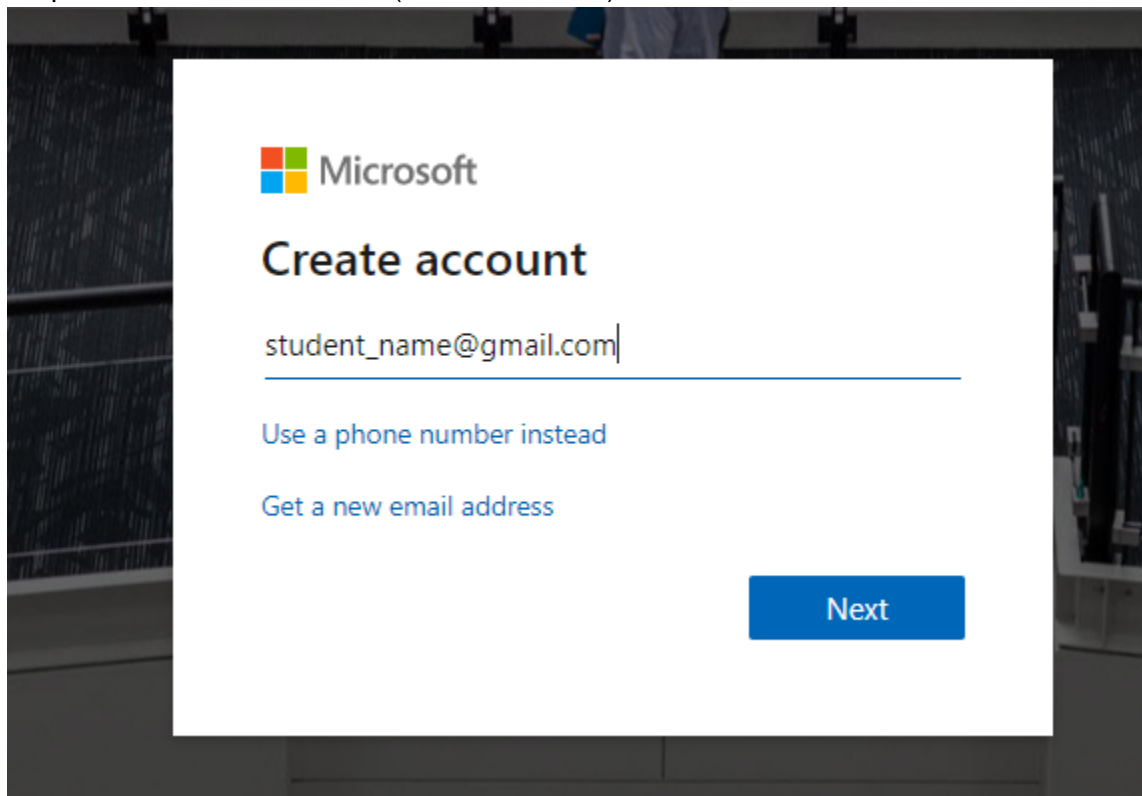 Microsoft
Create account
student_name@gmail.com
Use a phone number instead
Get a new email address
Next